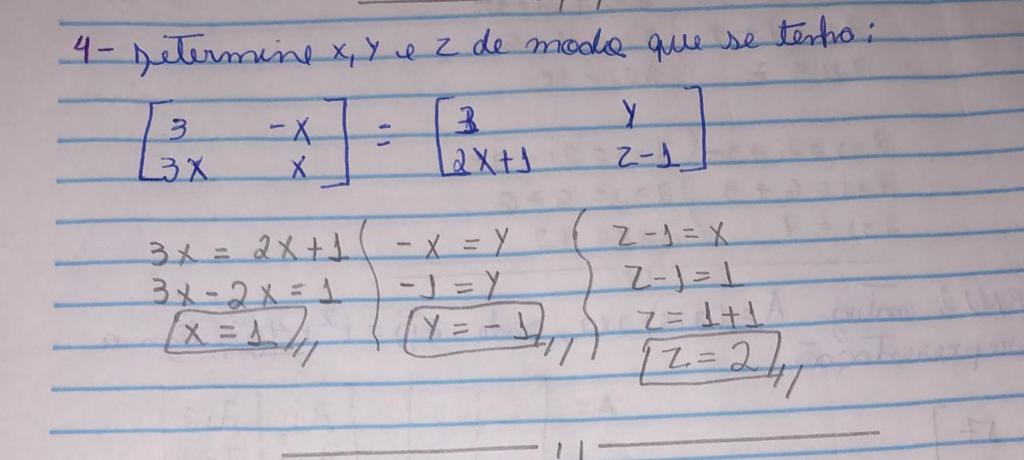 4- Determine x, y e z de modo que se tenha:
[3 -x] = [3 y]
[3x x] [2x+1 z-1]
3x = 2x+1 -x = y z-1=x
3x-2x=1 -1=y z-1=1
x=1 y=-1 z=1+1
z=2